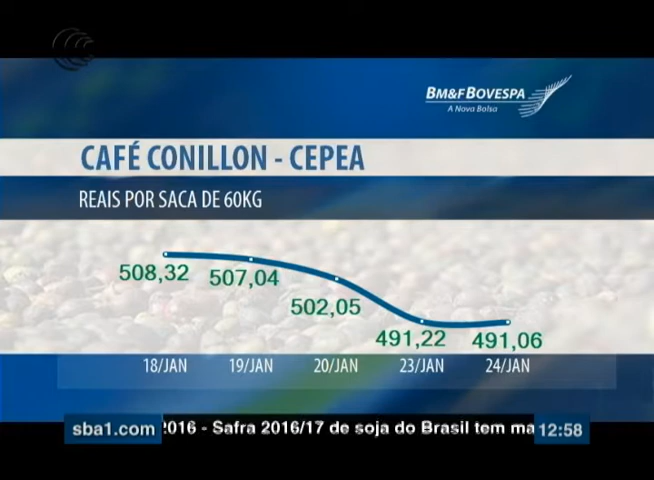 BM&FBOVESPA
A Nova Bolsa
CAFÉ CONILLON - CEPEA
REAIS POR SACA DE 60KG
508,32 507,04 502,05 491,22 491,06
18/JAN 19/JAN 20/JAN 23/JAN 24/JAN
sba1.com 2016 - Safra 2016/17 de soja do Brasil tem ma 12:58